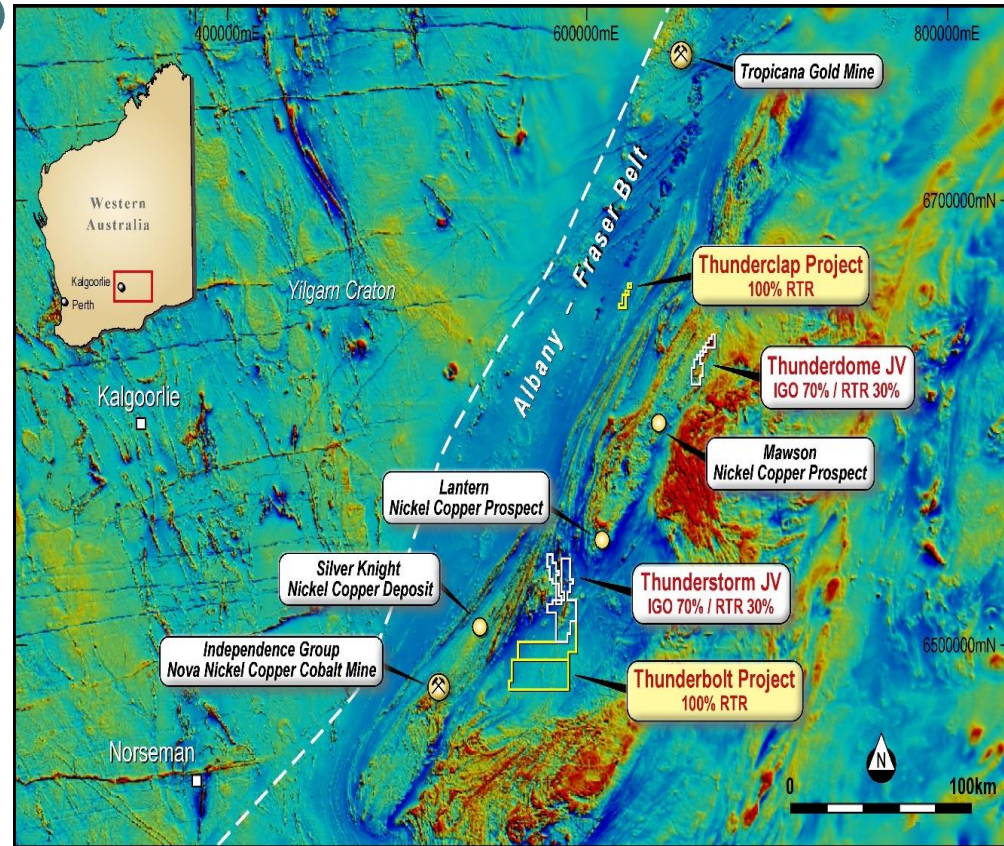 400000mE
600000mE
800000mE
Tropicana Gold Mine
Albany – Fraser Belt
6700000mN
Western
Australia
Kalgoorlie
Perth
Yilgarn Craton
Thunderclap Project
100% RTR
Thunderdome JV
IGO 70% / RTR 30%
Kalgoorlie
Mawson
Nickel Copper Prospect
Lantern
Nickel Copper Prospect
Silver Knight
Nickel Copper Deposit
Thunderstorm JV
IGO 70% / RTR 30%
Independence Group
Nova Nickel Copper Cobalt Mine
6500000mN
Thunderbolt Project
100% RTR
Norseman
N
0
100km